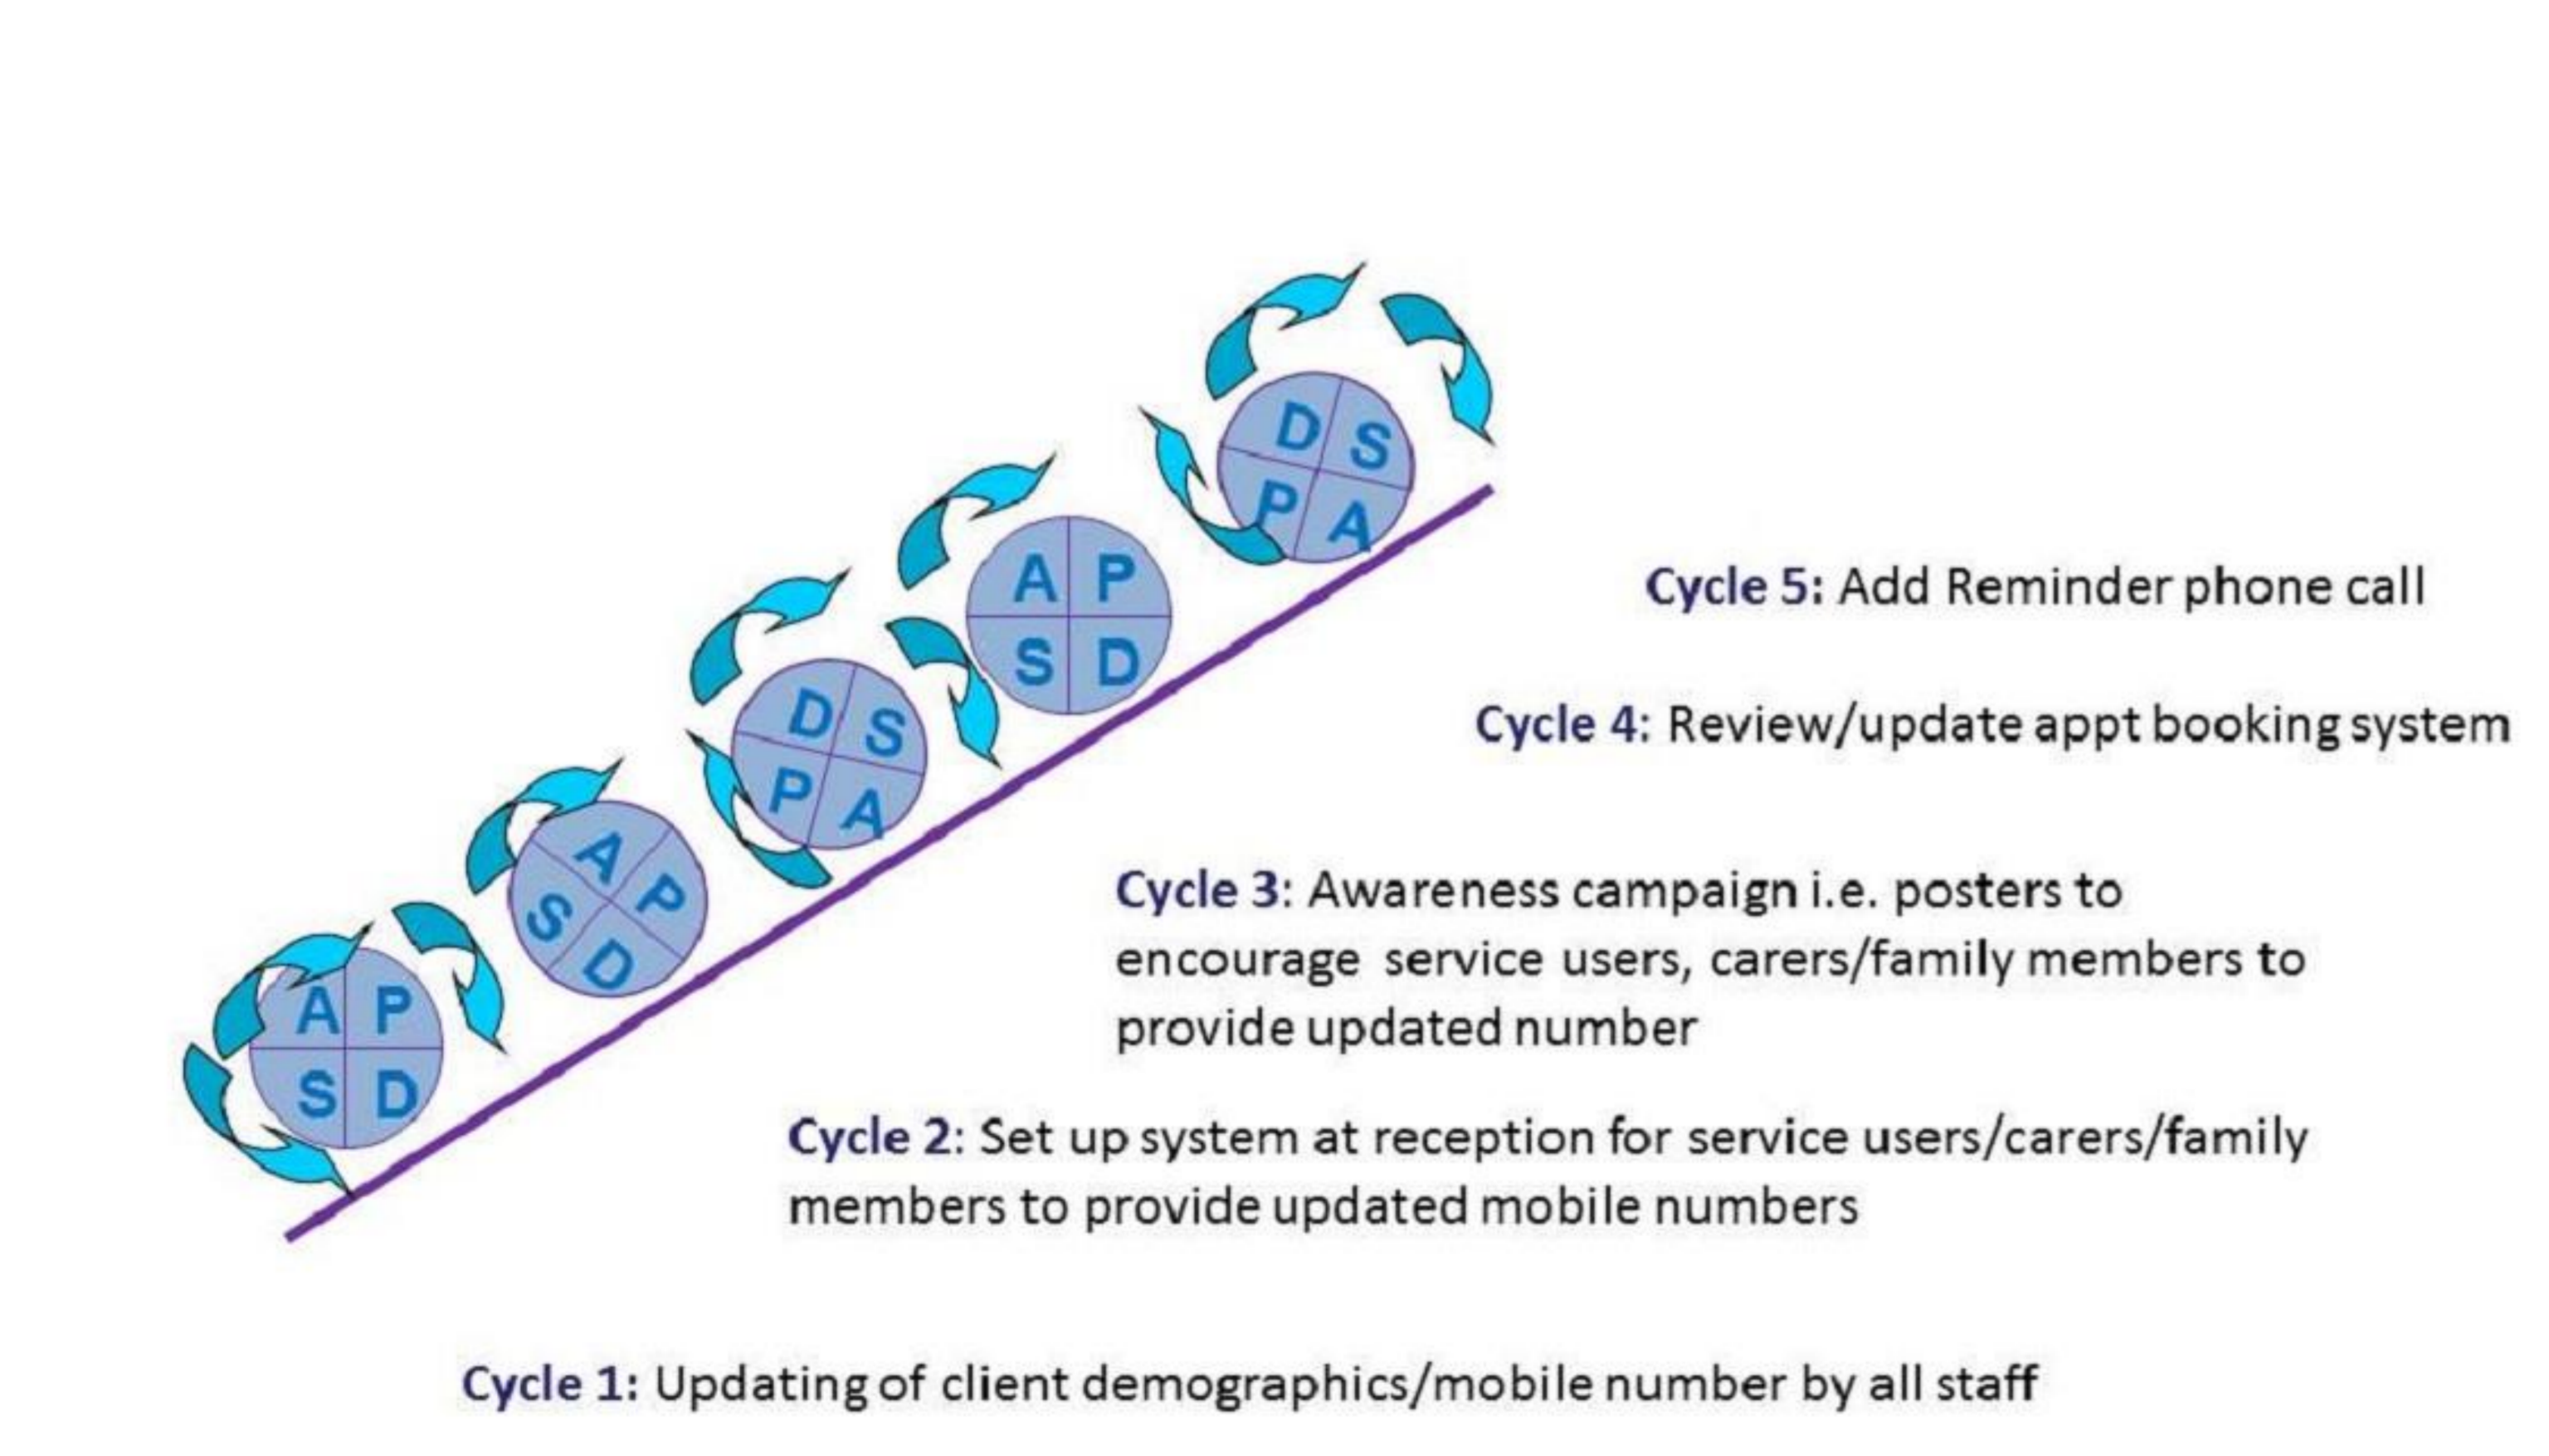 D S
P A
A P
S D
D S
P A
A P
S D
A P
S D
Cycle 5: Add Reminder phone call
Cycle 4: Review/update appt booking system
Cycle 3: Awareness campaign i.e. posters to
encourage service users, carers/family members to
provide updated number
Cycle 2: Set up system at reception for service users/carers/family
members to provide updated mobile numbers
Cycle 1: Updating of client demographics/mobile number by all staff